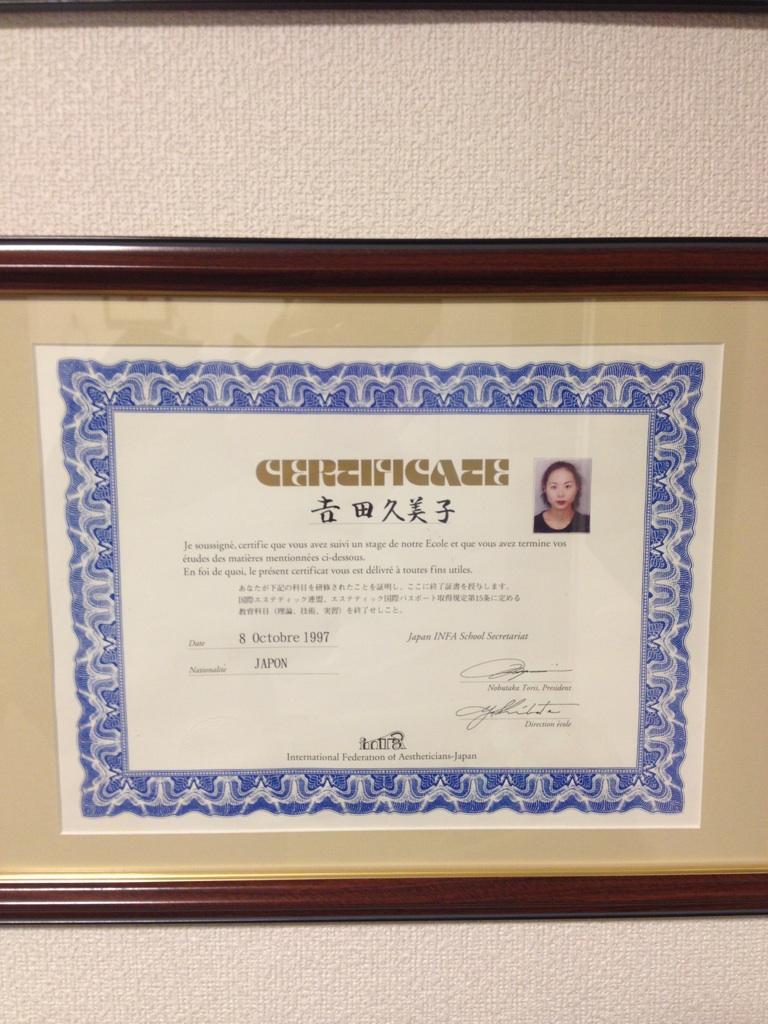 CERTIFICATE
𠮷田久美子
Je soussigné, certifie que vous avez suivi un stage de notre Ecole et que vous avez termine vos
études des matières mentionnées ci-dessous.
En foi de quoi, le présent certificat vous est délivré à toutes fins utiles.
あなたが下記の科目を研修されたことを証明し、ここに終了証書を授与します。
国際エステティック連盟、エステティック国際パスポート取得規定第15条に定める
教育科目（理論、技術、実習）を終了せしこと。
Date 8 Octobre 1997
Japan INFA School Secretariat
Nationalite JAPON
Nobutaka Torii, President
Direction école
infa
International Federation of Aestheticians-Japan